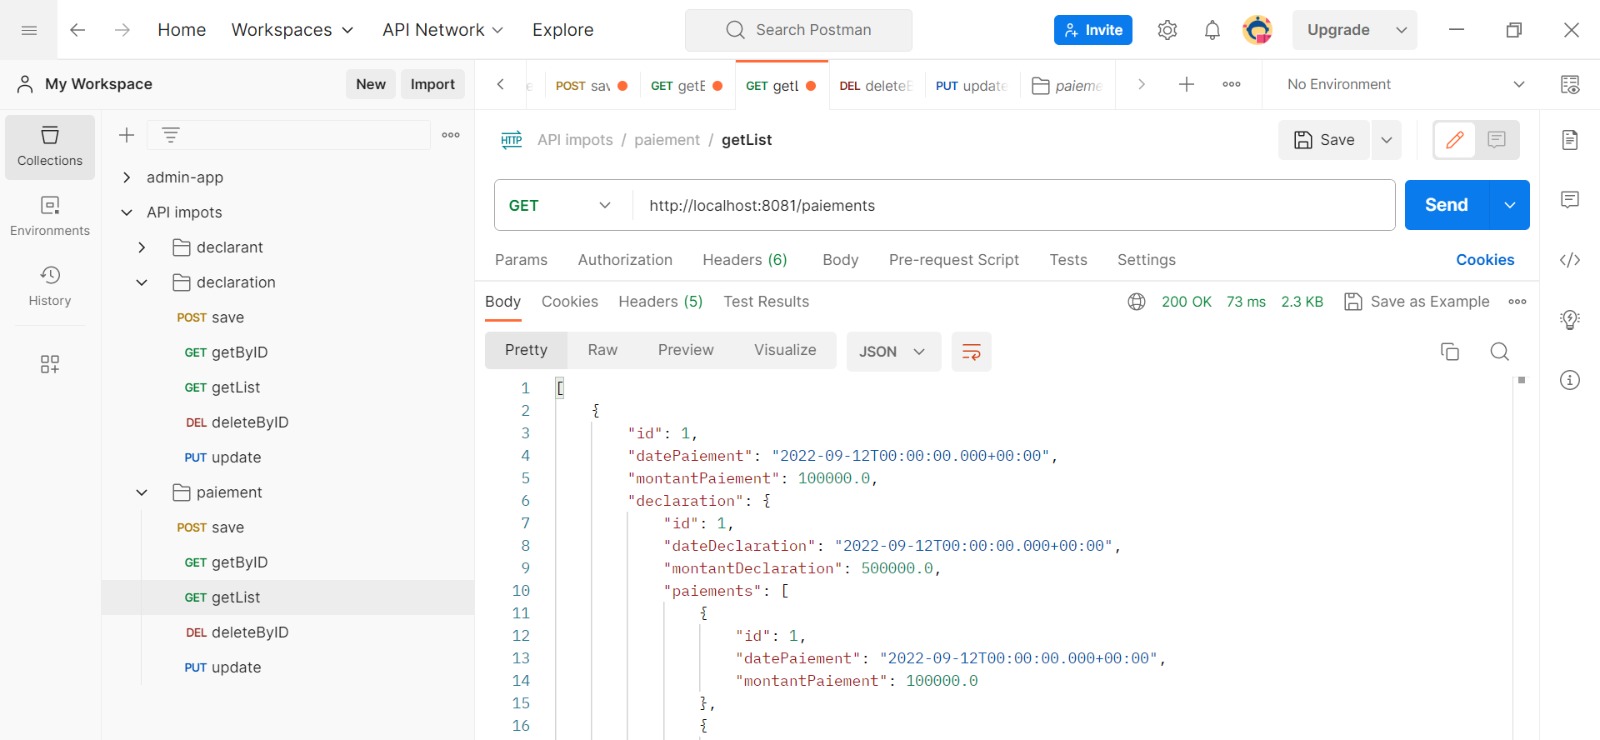 Home Workspaces API Network Explore Search Postman Invite Upgrade
My Workspace New Import
POST sav GET getE GET getL DEL deleteE PUT update paieme No Environment
Collections
Environments
History
admin-app
API impots
declarant
declaration
POST save
GET getByID
GET getList
DEL deleteByID
PUT update
paiement
POST save
GET getByID
GET getList
DEL deleteByID
PUT update
HTTP API impots / paiement / getList Save
GET http://localhost:8081/paiements Send
Params Authorization Headers (6) Body Pre-request Script Tests Settings Cookies
Body Cookies Headers (5) Test Results 200 OK 73 ms 2.3 KB Save as Example
Pretty Raw Preview Visualize JSON
1 [
2 {
3 "id": 1,
4 "datePaiement": "2022-09-12T00:00:00.000+00:00",
5 "montantPaiement": 100000.0,
6 "declaration": {
7 "id": 1,
8 "dateDeclaration": "2022-09-12T00:00:00.000+00:00",
9 "montantDeclaration": 500000.0,
10 "paiements": [
11 {
12 "id": 1,
13 "datePaiement": "2022-09-12T00:00:00.000+00:00",
14 "montantPaiement": 100000.0
15 },
16 {